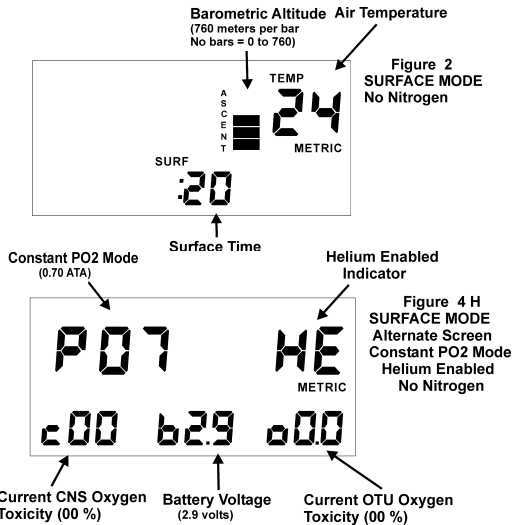 Barometric Altitude
(760 meters per bar
No bars = 0 to 760)
Air Temperature
Figure 2
SURFACE MODE
No Nitrogen
TEMP
ASCENT
24
METRIC
SURF
:20
Surface Time
Constant PO2 Mode
(0.70 ATA)
Helium Enabled
Indicator
Figure 4 H
SURFACE MODE
Alternate Screen
Constant PO2 Mode
Helium Enabled
No Nitrogen
PO7
HE
METRIC
c00
b2.9
o0.0
Current CNS Oxygen
Toxicity (00 %)
Battery Voltage
(2.9 volts)
Current OTU Oxygen
Toxicity (00 %)